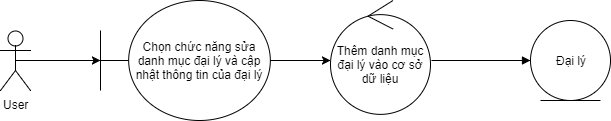 User
Chọn chức năng sửa
danh mục đại lý và cập
nhật thông tin của đại lý
Thêm danh mục
đại lý vào cơ sở
dữ liệu
Đại lý